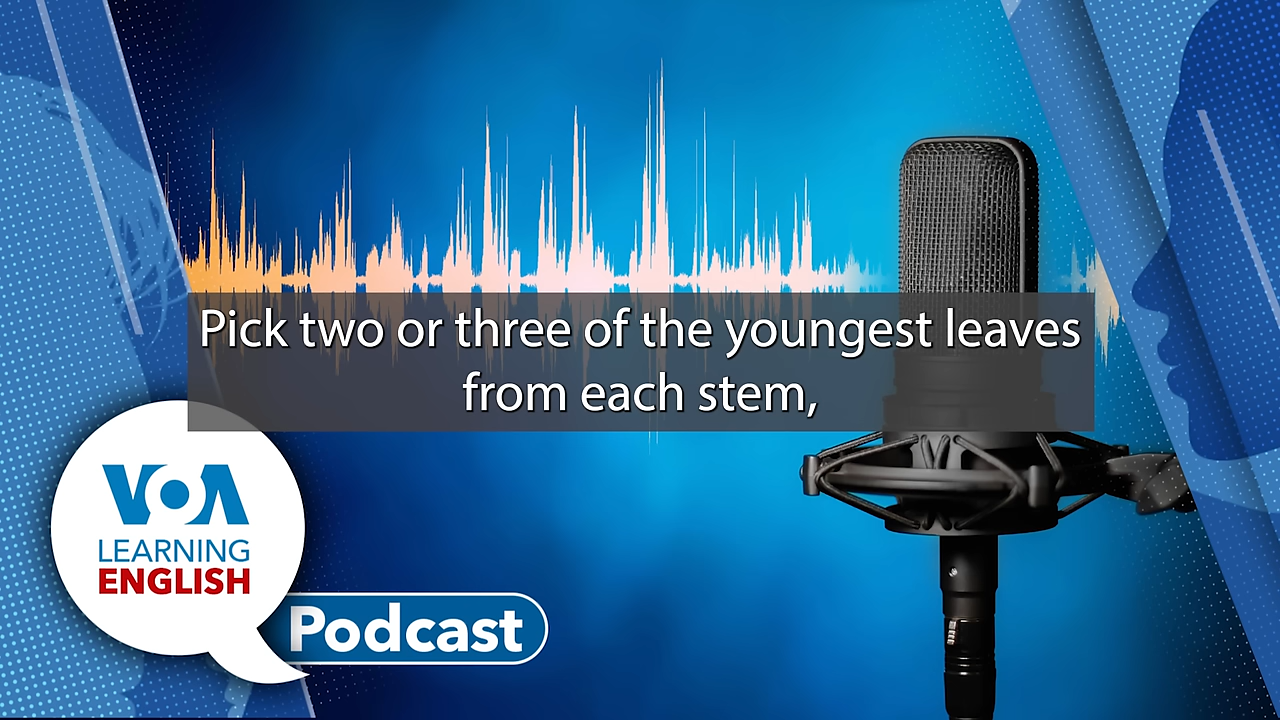 Pick two or three of the youngest leaves
from each stem,
VOA
LEARNING
ENGLISH
Podcast